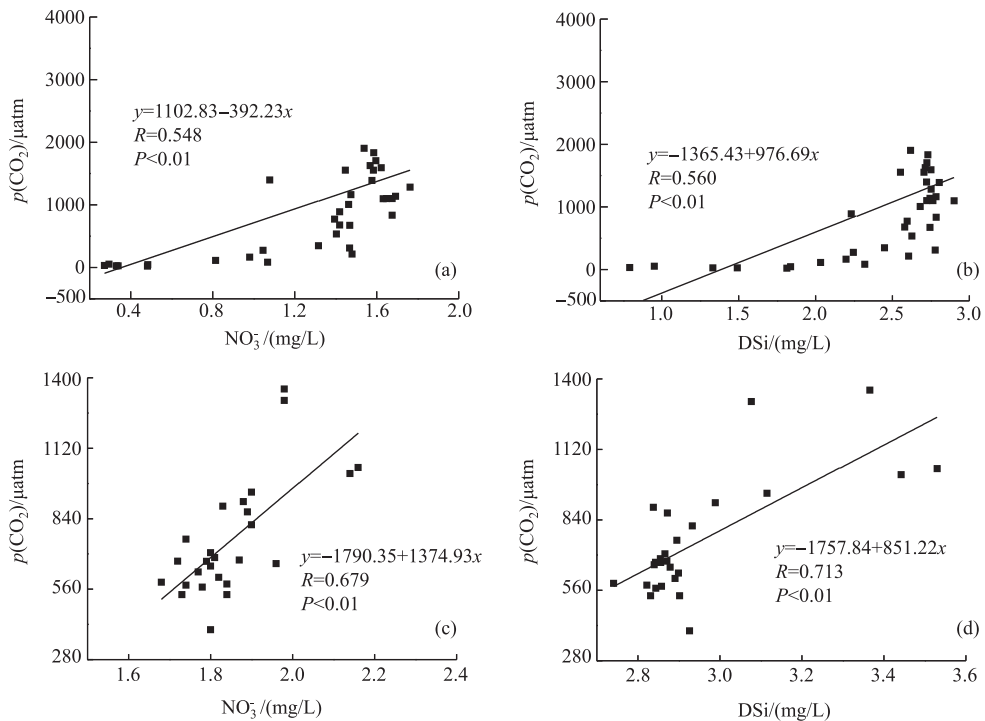 4000
3000
2000
1000
0
−500
p(CO₂)/μatm
y=1102.83−392.23x
R=0.548
P<0.01
(a)
0.4
0.8
1.2
1.6
2.0
NO₃⁻/(mg/L)
4000
3000
2000
1000
0
−500
p(CO₂)/μatm
y=−1365.43+976.69x
R=0.560
P<0.01
(b)
1.0
1.5
2.0
2.5
3.0
DSi/(mg/L)
1400
1120
840
560
280
p(CO₂)/μatm
y=−1790.35+1374.93x
R=0.679
P<0.01
(c)
1.6
1.8
2.0
2.2
2.4
NO₃⁻/(mg/L)
1400
1120
840
560
280
p(CO₂)/μatm
y=−1757.84+851.22x
R=0.713
P<0.01
(d)
2.8
3.0
3.2
3.4
3.6
DSi/(mg/L)